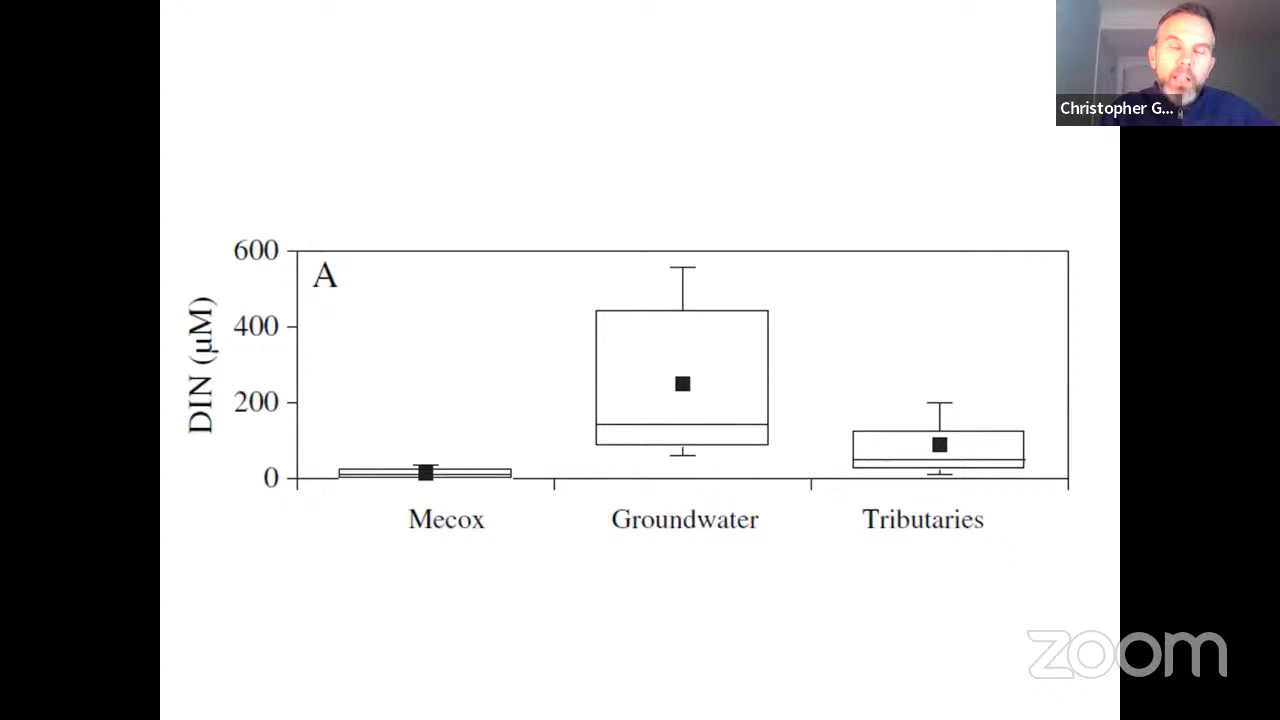 Christopher G...
600
A
400
200
0
DIN (µM)
Mecox Groundwater Tributaries
zoom